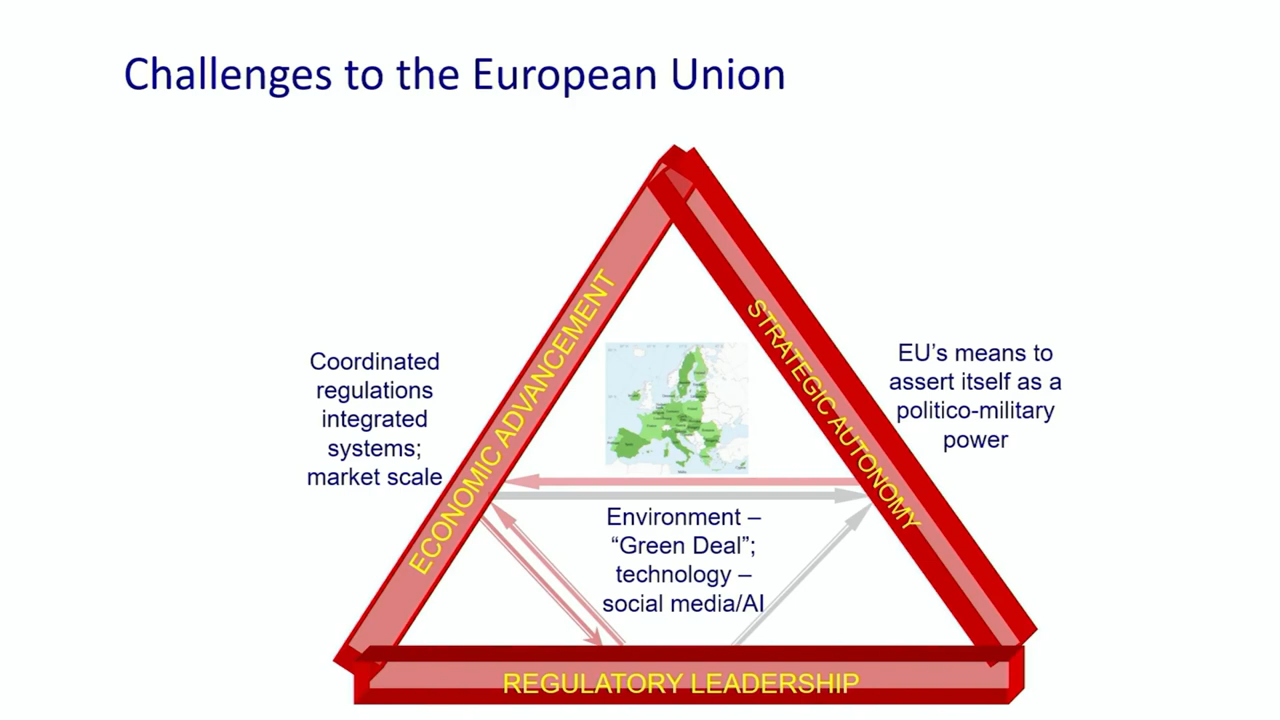 Challenges to the European Union
ECONOMIC ADVANCEMENT
STRATEGIC AUTONOMY
Coordinated
regulations
integrated
systems;
market scale
EU’s means to
assert itself as a
politico-military
power
Environment –
“Green Deal”;
technology –
social media/AI
REGULATORY LEADERSHIP